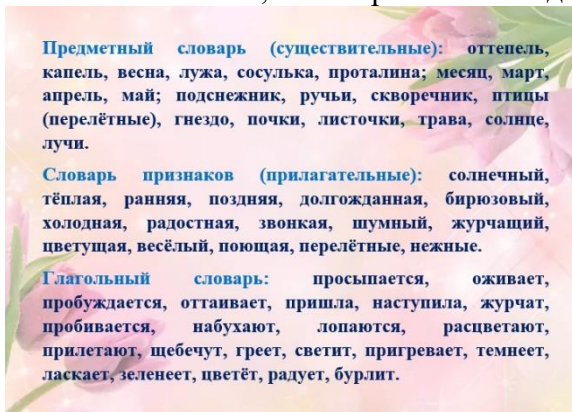 Предметный словарь (существительные): оттепель,
капель, весна, лужа, сосулька, проталина; месяц, март,
апрель, май; подснежник, ручьи, скворечник, птицы
(перелётные), гнездо, почки, листочки, трава, солнце,
лучи.
Словарь признаков (прилагательные): солнечный,
тёплая, ранняя, поздняя, долгожданная, бирюзовый,
холодная, радостная, звонкая, шумный, журчащий,
цветущая, весёлый, поющая, перелётные, нежные.
Глагольный словарь: просыпается, оживает,
пробуждается, оттаивает, пришла, наступила, журчат,
пробивается, набухают, лопаются, расцветают,
прилетают, щебечут, греет, светит, пригревает, темнеет,
ласкает, зеленеет, цветёт, радует, бурлит.